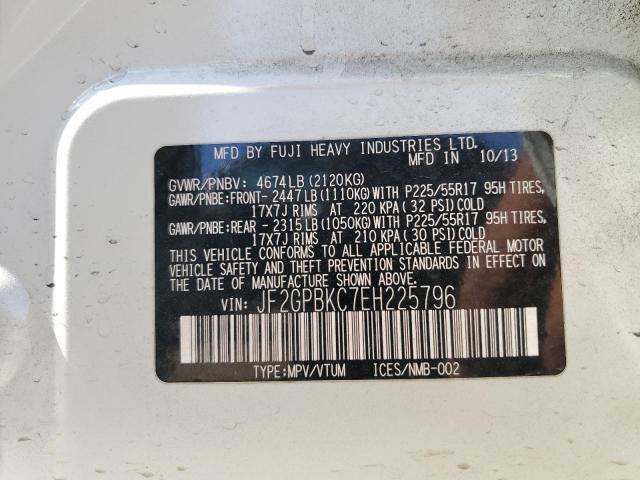 MFD BY FUJI HEAVY INDUSTRIES LTD.
MFD IN 10/13
GVWR/PNBV: 4674LB(2120KG)
GAWR/PNBE:FRONT- 2447LB(1110KG)WITH P225/55R17 95H TIRES,
17X7J RIMS AT 220 KPA(32 PSI)COLD
GAWR/PNBE:REAR - 2315LB(1050KG)WITH P225/55R17 95H TIRES,
17X7J RIMS AT 210 KPA(30 PSI)COLD
THIS VEHICLE CONFORMS TO ALL APPLICABLE FEDERAL MOTOR
VEHICLE SAFETY AND THEFT PREVENTION STANDARDS IN EFFECT ON
THE DATE OF MANUFACTURE SHOWN ABOVE.
VIN: JF2GPBKC7EH225796
TYPE:MPV/VTUM ICES/NMB-002